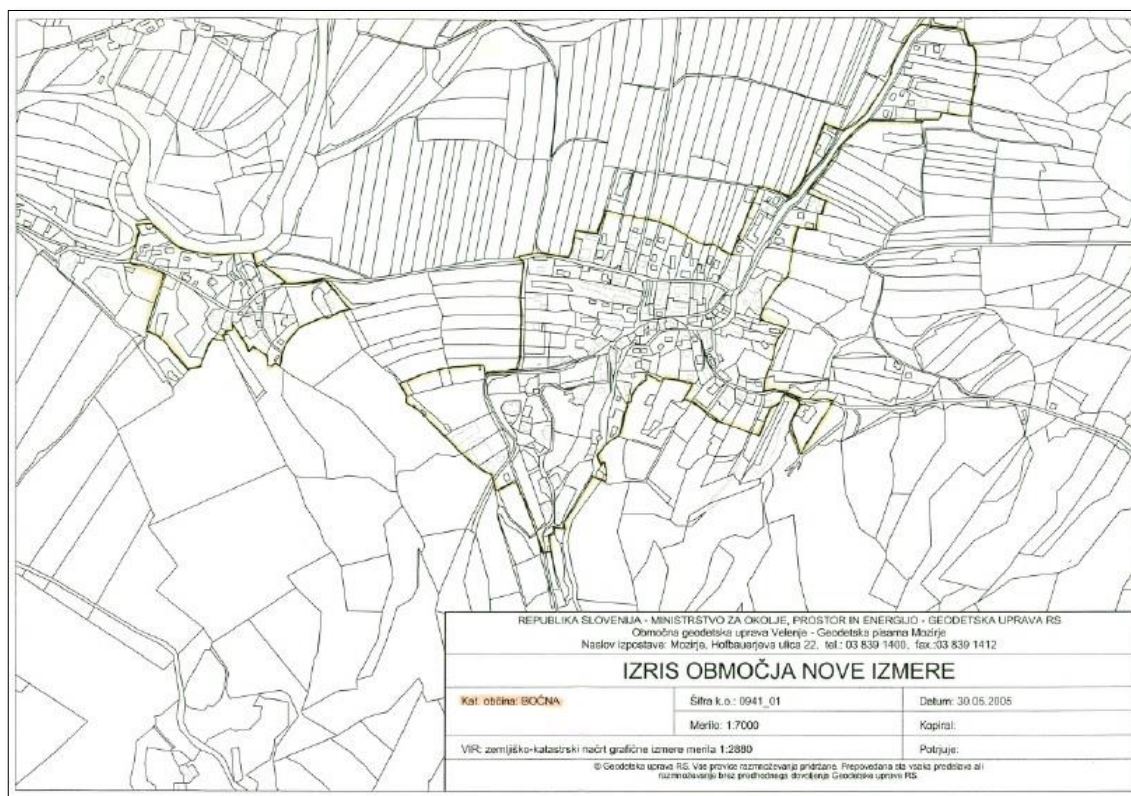 REPUBLIKA SLOVENIJA - MINISTRSTVO ZA OKOLJE, PROSTOR IN ENERGIJO - GEODETSKA UPRAVA RS
Območna geodetska uprava Velenje - Geodetska pisarna Mozirje
Naslov izpostave: Mozirje, Hofbauerjeva ulica 22, tel.: 03 839 1400, fax.:03 839 1412
IZRIS OBMOČJA NOVE IZMERE
Kat. občina: BOČNA
Šifra k.o.: 0941_01
Datum: 30.05.2005
Merilo: 1:7000
Kopiral:
VIR: zemljiško-katastrski načrt grafične izmere merila 1:2880
Potrjuje:
© Geodetska uprava RS. Vse pravice razmnoževanja pridržane. Prepovedana sta vsaka predelava ali
razmnoževanje brez predhodnega dovoljenja Geodetske uprave RS.